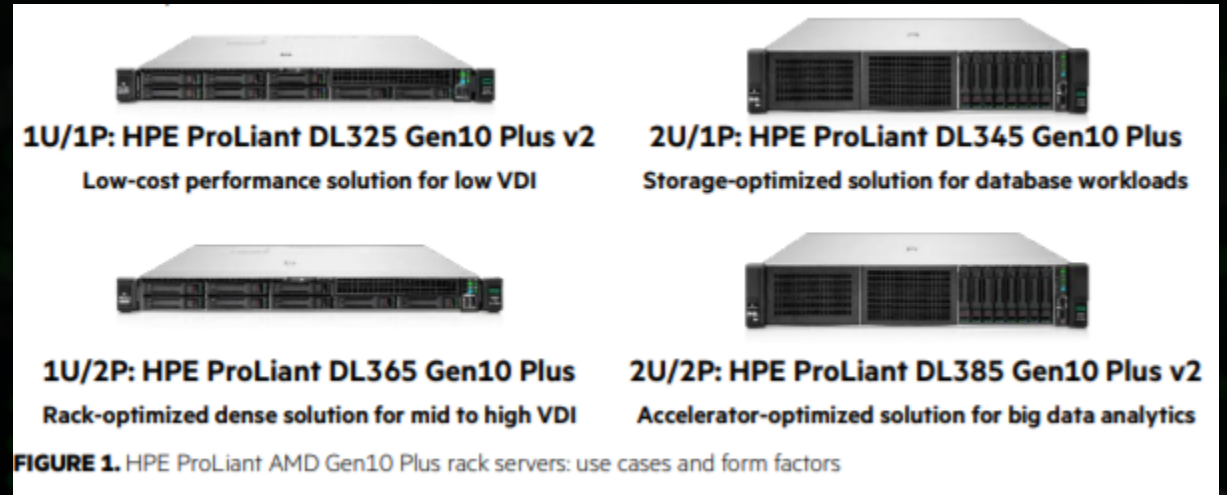 1U/1P: HPE ProLiant DL325 Gen10 Plus v2
Low-cost performance solution for low VDI
2U/1P: HPE ProLiant DL345 Gen10 Plus
Storage-optimized solution for database workloads
1U/2P: HPE ProLiant DL365 Gen10 Plus
Rack-optimized dense solution for mid to high VDI
2U/2P: HPE ProLiant DL385 Gen10 Plus v2
Accelerator-optimized solution for big data analytics
FIGURE 1. HPE ProLiant AMD Gen10 Plus rack servers: use cases and form factors